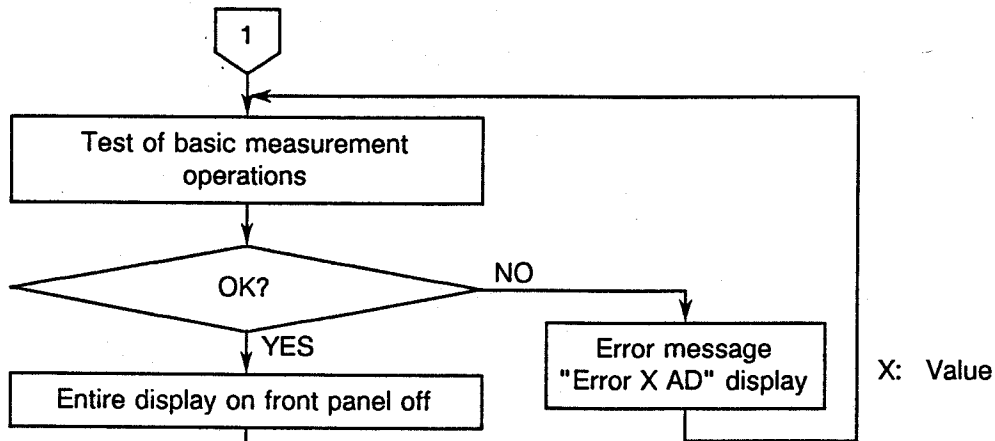 1
Test of basic measurement
operations
OK?
NO
YES
Error message
"Error X AD" display
X: Value
Entire display on front panel off